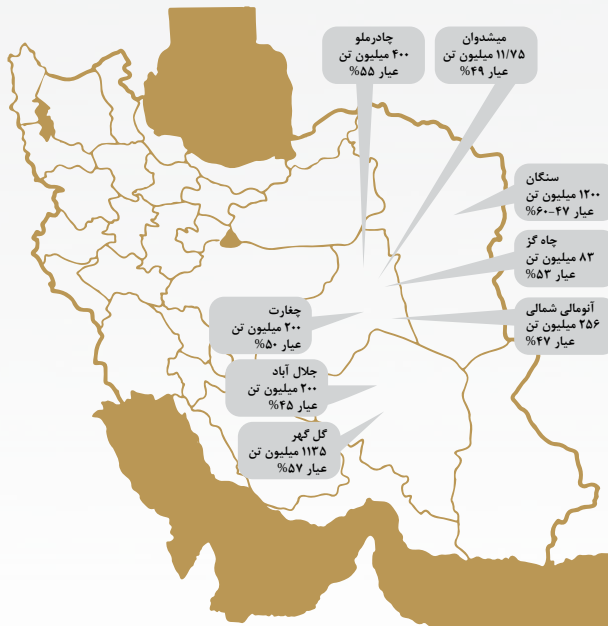 میشدوان
۱۱/۷۵ میلیون تن
عیار ۴۹%
چادرملو
۴۰۰ میلیون تن
عیار ۵۵%
سنگان
۱۲۰۰ میلیون تن
عیار ۴۷-۶۰%
چاه گز
۸۳ میلیون تن
عیار ۵۳%
آنومالی شمالی
۲۵۶ میلیون تن
عیار ۴۷%
چغارت
۲۰۰ میلیون تن
عیار ۵۰%
جلال آباد
۲۰۰ میلیون تن
عیار ۴۵%
گل گهر
۱۱۳۵ میلیون تن
عیار ۵۷%